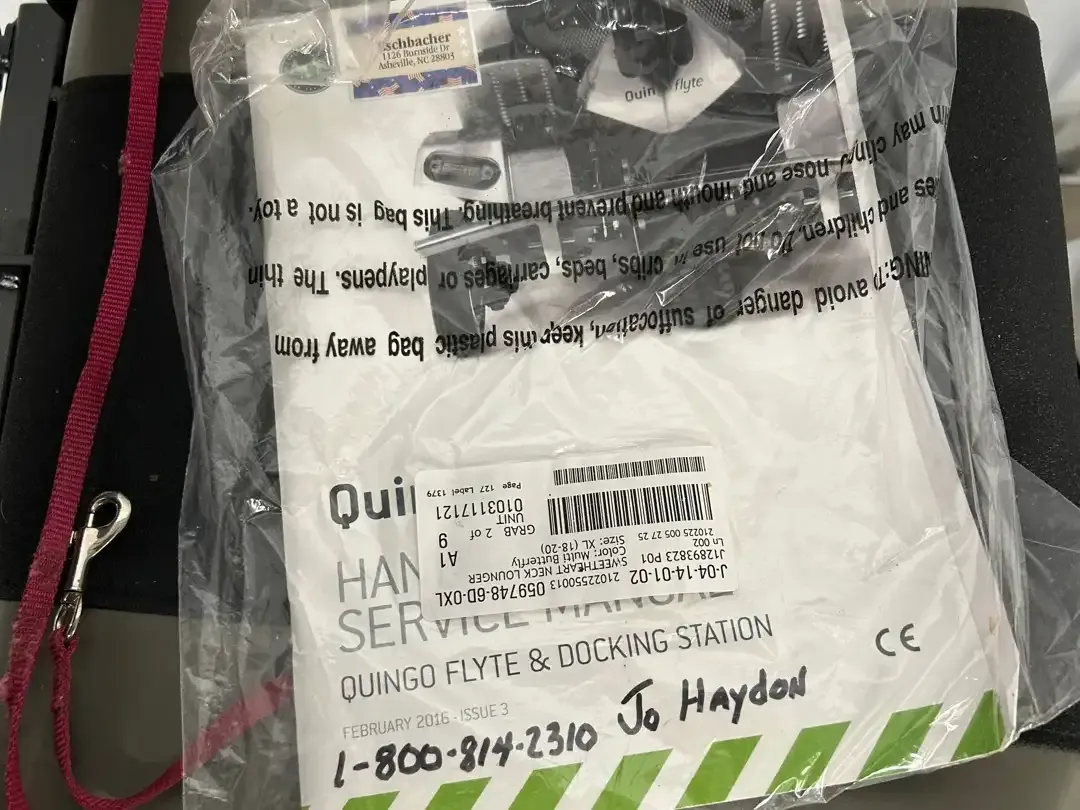 Eschbacher
1126 Burnside Dr
Asheville, NC 28803
Quin flyte
WARNING: To avoid danger of suffocation, keep this plastic bag away from
babies and children. Do not use in cribs, beds, carriages or playpens. The thin
film may cling to nose and mouth and prevent breathing. This bag is not a toy.
Qui
HAN
SERVICE MANUAL
QUINGO FLYTE & DOCKING STATION
FEBRUARY 2016 - ISSUE 3
1-800-814-2310 Jo HAYDON
CE
J-04-14-01-02 21022550013 059748-6D-0XL
SWEETHEART NECK LOUNGER
Color: Multi Butterfly
Size: XL (18-20)
A1
J12893823 P01
Ln 002
210225 005 27 25
GRAB 2 of 9
UNIT
0103117121
Page 127 Label 1379